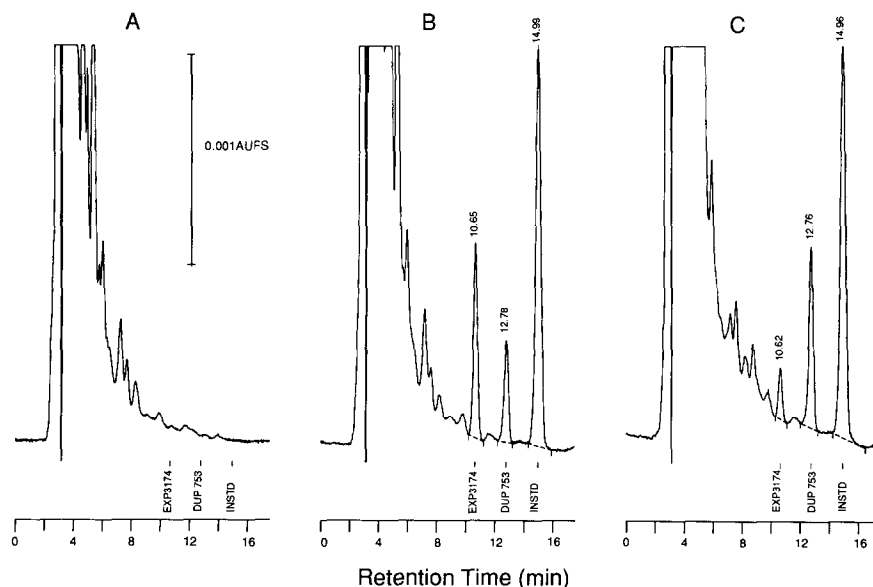 A
B
C
0.001AUFS
10.65
12.78
14.99
10.62
12.76
14.96
EXP3174
DUP 753
INSTD
EXP3174
DUP 753
INSTD
EXP3174
DUP 753
INSTD
0 4 8 12 16
0 4 8 12 16
0 4 8 12 16
Retention Time (min)